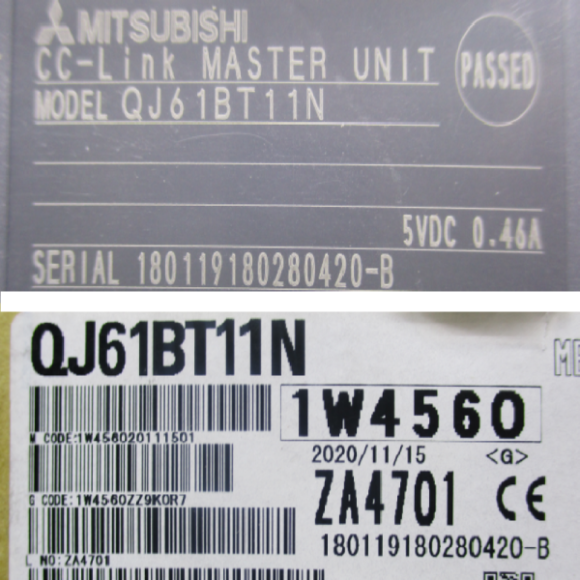 MITSUBISHI
CC-Link MASTER UNIT
PASSED
MODEL QJ61BT11N
5VDC 0.46A
SERIAL 180119180280420-B
QJ61BT11N
1W4560
M CODE:1W456020111501
2020/11/15 <G>
ZA4701 CE
G CODE:1W4560ZZ9K0R7
180119180280420-B
L NO:ZA4701